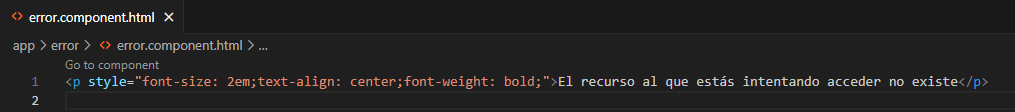 error.component.html ×
app > error > error.component.html > ...
Go to component
1 <p style="font-size: 2em;text-align: center;font-weight: bold;">El recurso al que estás intentando acceder no existe</p>
2